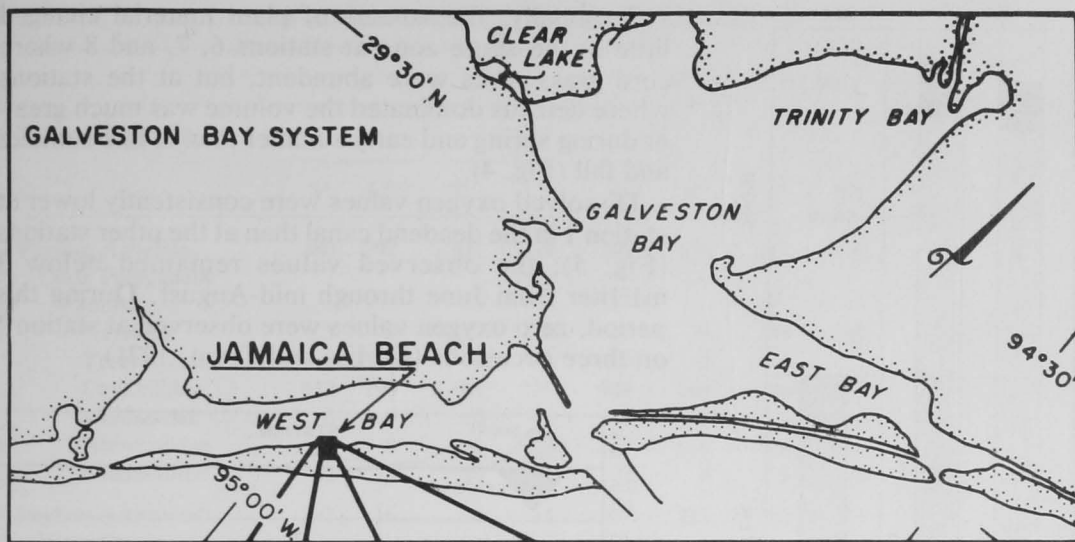 CLEAR
LAKE
29°30'N.
GALVESTON BAY SYSTEM
TRINITY BAY
GALVESTON
BAY
94°30'
JAMAICA BEACH
EAST BAY
WEST BAY
95°00'W.